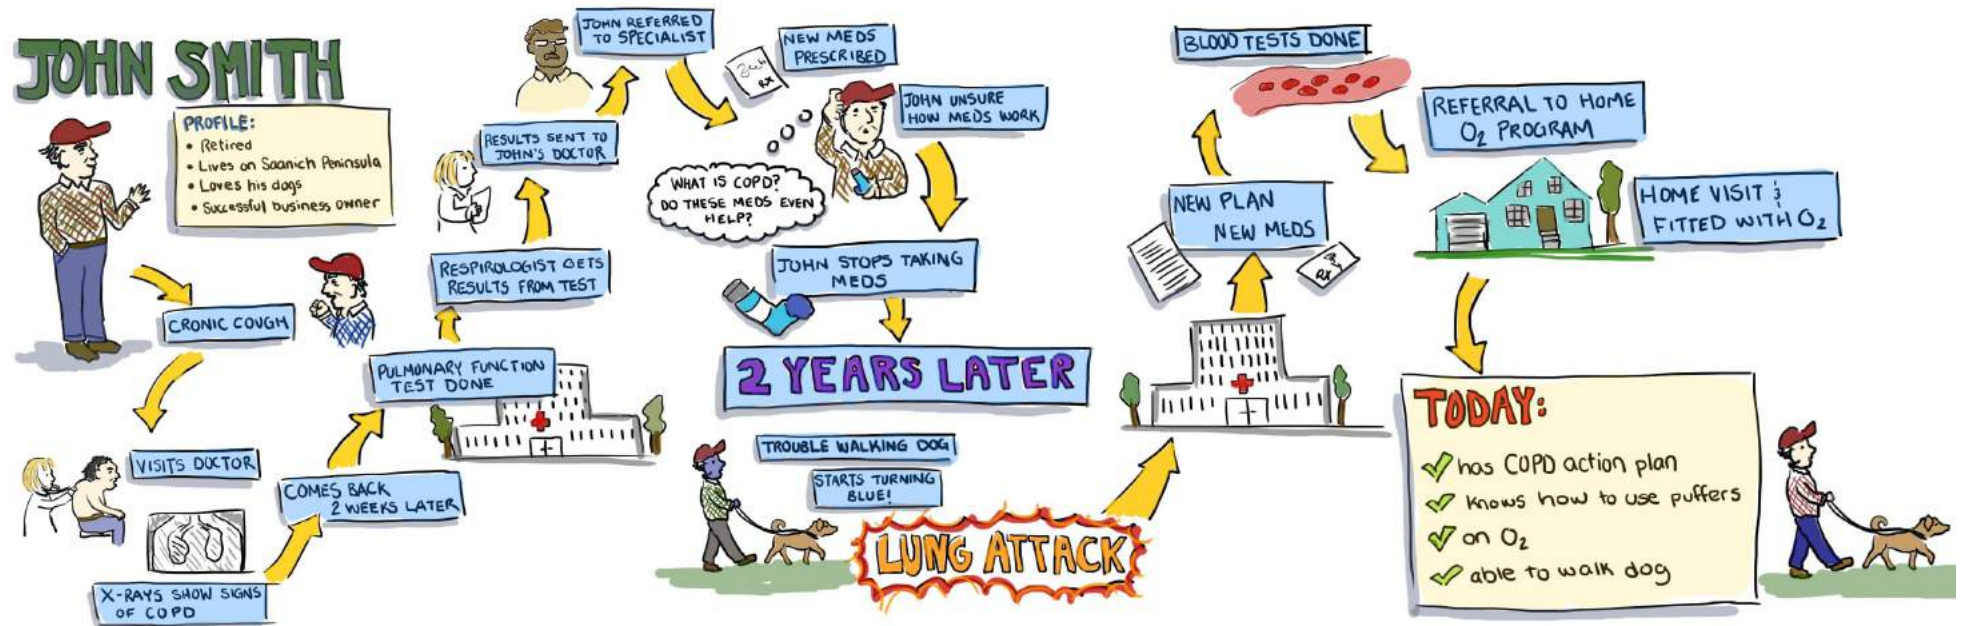 JOHN SMITH
PROFILE:
• Retired
• Lives on Saanich Peninsula
• Loves his dogs
• Successful business owner
CRONIC COUGH
VISITS DOCTOR
X-RAYS SHOW SIGNS
OF COPD
COMES BACK
2 WEEKS LATER
PULMONARY FUNCTION
TEST DONE
RESPIROLOGIST GETS
RESULTS FROM TEST
RESULTS SENT TO
JOHN'S DOCTOR
JOHN REFERRED
TO SPECIALIST
NEW MEDS
PRESCRIBED
RX
JOHN UNSURE
HOW MEDS WORK
WHAT IS COPD?
DO THESE MEDS EVEN
HELP?
JOHN STOPS TAKING
MEDS
2 YEARS LATER
TROUBLE WALKING DOG
STARTS TURNING
BLUE!
LUNG ATTACK
NEW PLAN
NEW MEDS
RX
BLOOD TESTS DONE
REFERRAL TO HOME
O₂ PROGRAM
HOME VISIT &
FITTED WITH O₂
TODAY:
✓ has COPD action plan
✓ knows how to use puffers
✓ on O₂
✓ able to walk dog